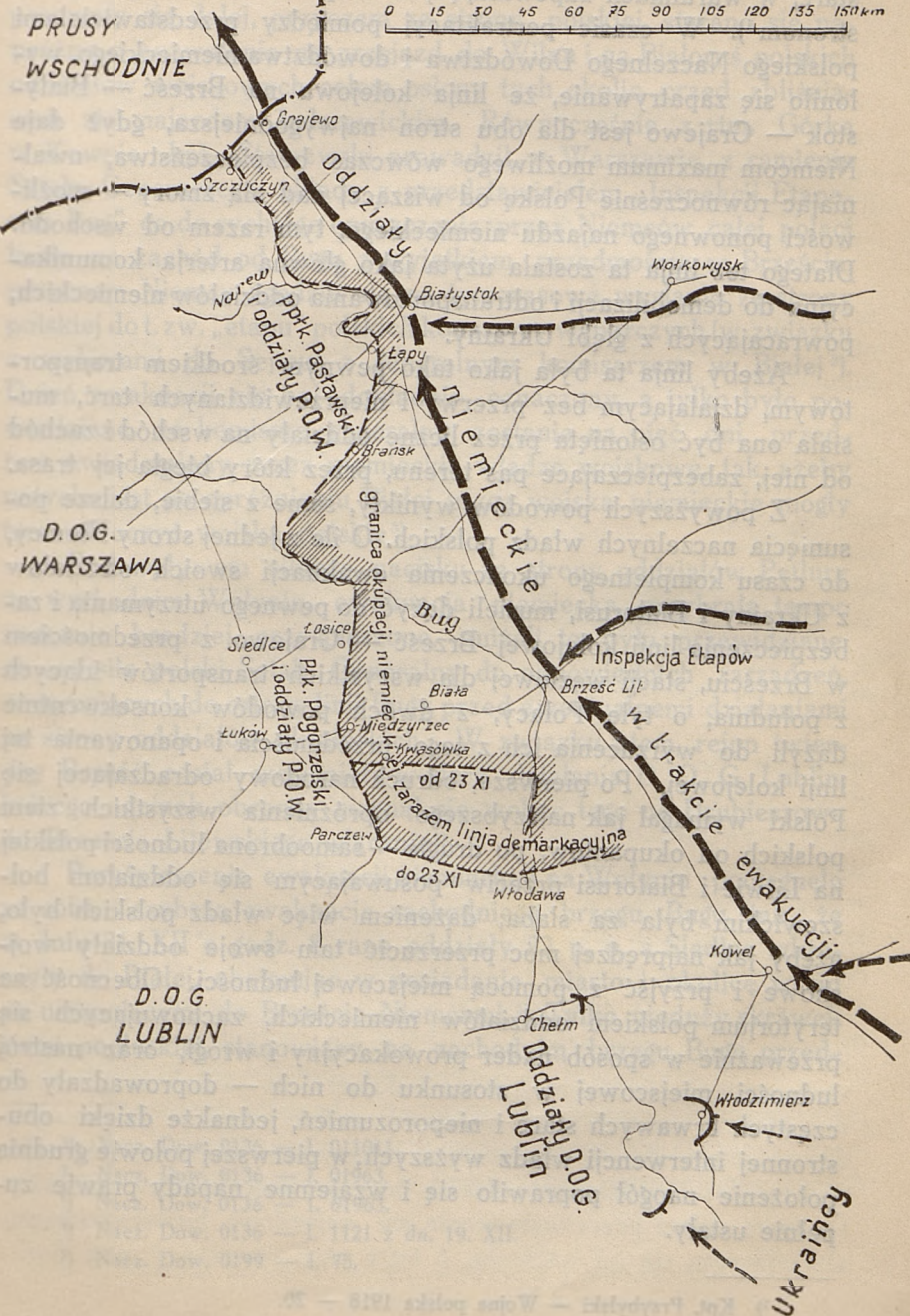 0 15 30 45 60 75 90 105 120 135 150 km
PRUSY
WSCHODNIE
Grajewo
Szczuczyn
Oddziały
Wołkowysk
Narew
Białystok
ppłk. Pasławski
i oddziały P.O.W
Łapy
niemieckie
Brańsk
D.O.G.
WARSZAWA
granica okupacji niemieckiej, zarazem linja demarkacyjna
Bug
Łosice
Siedlce
Inspekcja Etapów
Brześć Lit
Biała
płk. Pogorzelski
i oddziały P.O.W
Międzyrzec
Łuków
Kwasówka
od 23 XI
w trakcie ewakuacji
Parczew
do 23 XI
Włodawa
Kowel
D.O.G.
LUBLIN
Chełm
Oddziały D.O.G.
Lublin
Włodzimierz
Ukraińcy